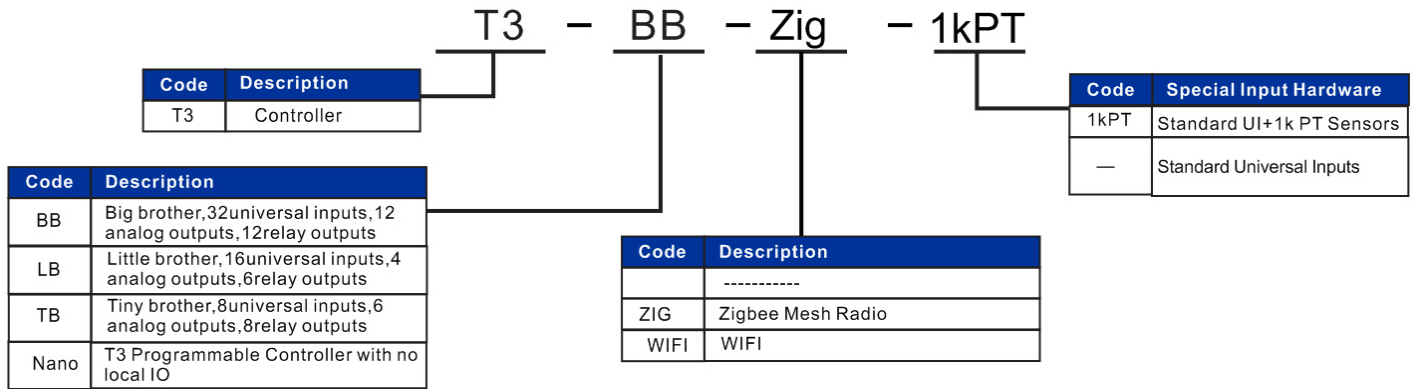 T3 – BB – Zig – 1kPT
Code Description
T3 Controller
Code Special Input Hardware
1kPT Standard UI+1k PT Sensors
— Standard Universal Inputs
Code Description
BB Big brother,32universal inputs,12
analog outputs,12relay outputs
LB Little brother,16universal inputs,4
analog outputs,6relay outputs
TB Tiny brother,8universal inputs,6
analog outputs,8relay outputs
Nano T3 Programmable Controller with no
local IO
Code Description
-----------
ZIG Zigbee Mesh Radio
WIFI WIFI